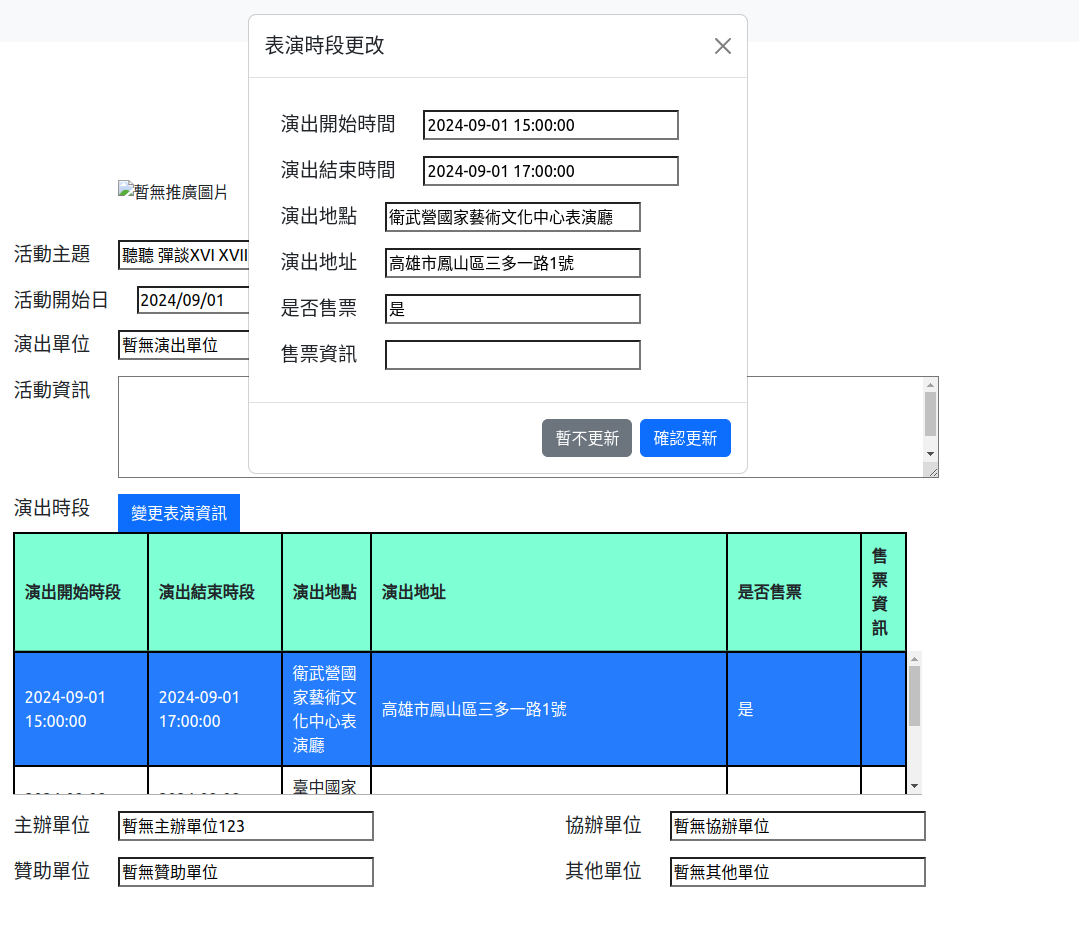 表演時段更改
演出開始時間 2024-09-01 15:00:00
演出結束時間 2024-09-01 17:00:00
演出地點 衛武營國家藝術文化中心表演廳
演出地址 高雄市鳳山區三多一路1號
是否售票 是
售票資訊
暫不更新 確認更新
暫無推廣圖片
活動主題 聽聽 彈談XVI XVII
活動開始日 2024/09/01
演出單位 暫無演出單位
活動資訊
演出時段 變更表演資訊
演出開始時段 演出結束時段 演出地點 演出地址 是否售票 售票資訊
2024-09-01 15:00:00 2024-09-01 17:00:00 衛武營國家藝術文化中心表演廳 高雄市鳳山區三多一路1號 是
臺中國家
主辦單位 暫無主辦單位123 協辦單位 暫無協辦單位
贊助單位 暫無贊助單位 其他單位 暫無其他單位